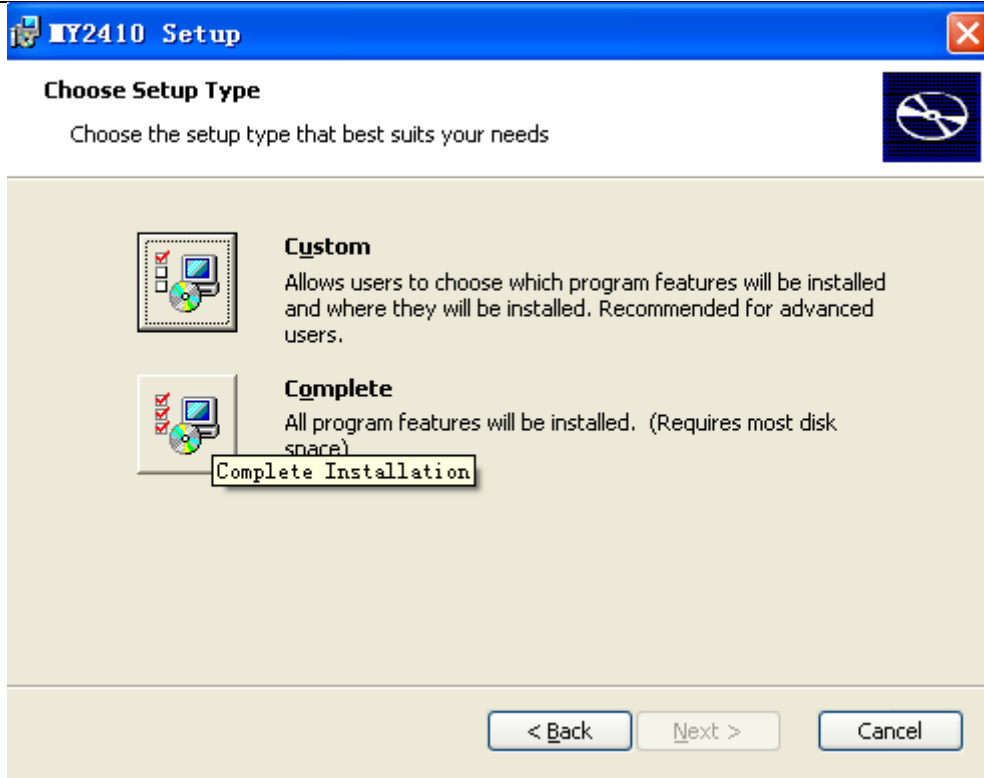 MY2410 Setup
Choose Setup Type
Choose the setup type that best suits your needs
Custom
Allows users to choose which program features will be installed
and where they will be installed. Recommended for advanced
users.
Complete
All program features will be installed. (Requires most disk
space)
Complete Installation
< Back
Next >
Cancel